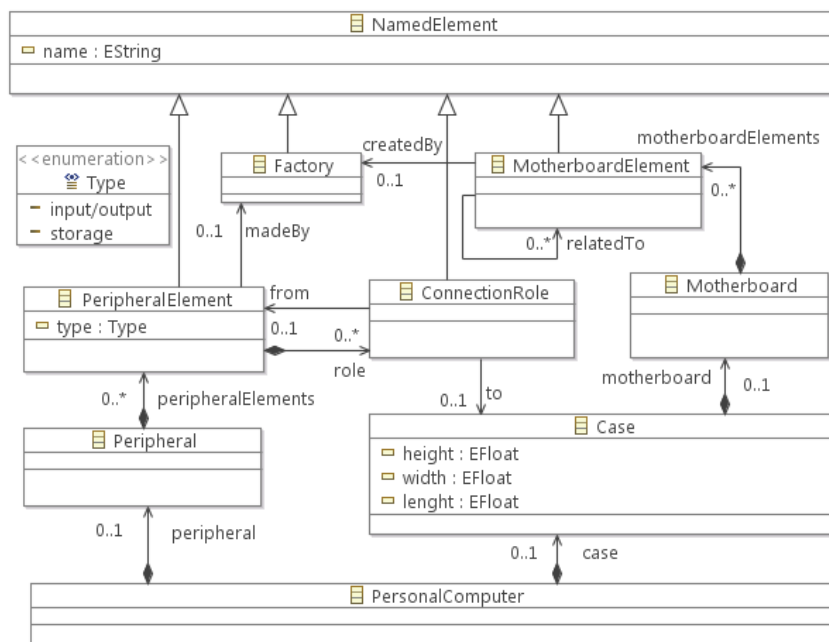 NamedElement
name : EString
<<enumeration>>
Type
input/output
storage
Factory
createdBy
0..1
MotherboardElement
motherboardElements
0..*
0..1
madeBy
0..*
relatedTo
PeripheralElement
type : Type
from
0..1
0..*
role
ConnectionRole
Motherboard
motherboard
0..1
0..*
peripheralElements
to
0..1
Peripheral
Case
height : EFloat
width : EFloat
lenght : EFloat
0..1
peripheral
0..1
case
PersonalComputer